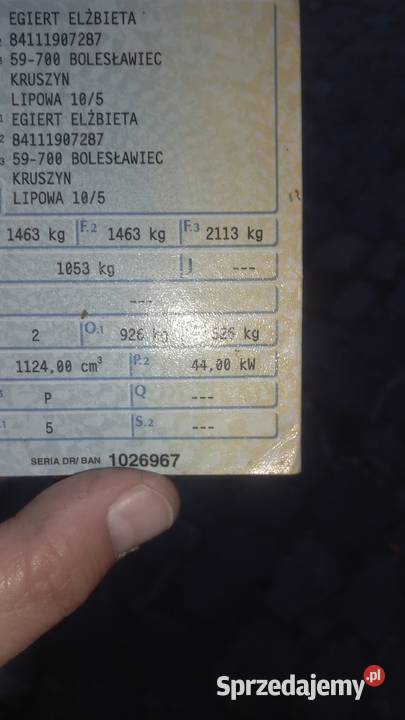 EGIERT ELŻBIETA
84111907287
59-700 BOLESŁAWIEC
KRUSZYN
LIPOWA 10/5
EGIERT ELŻBIETA
84111907287
59-700 BOLESŁAWIEC
KRUSZYN
LIPOWA 10/5
1463 kg F.2 1463 kg F.3 2113 kg
1053 kg J ---
---
2 O.1 926 kg 526 kg
1124,00 cm³ P.2 44,00 kW
P Q ---
5 S.2 ---
SERIA DR/BAN 1026967
Sprzedajemy.pl